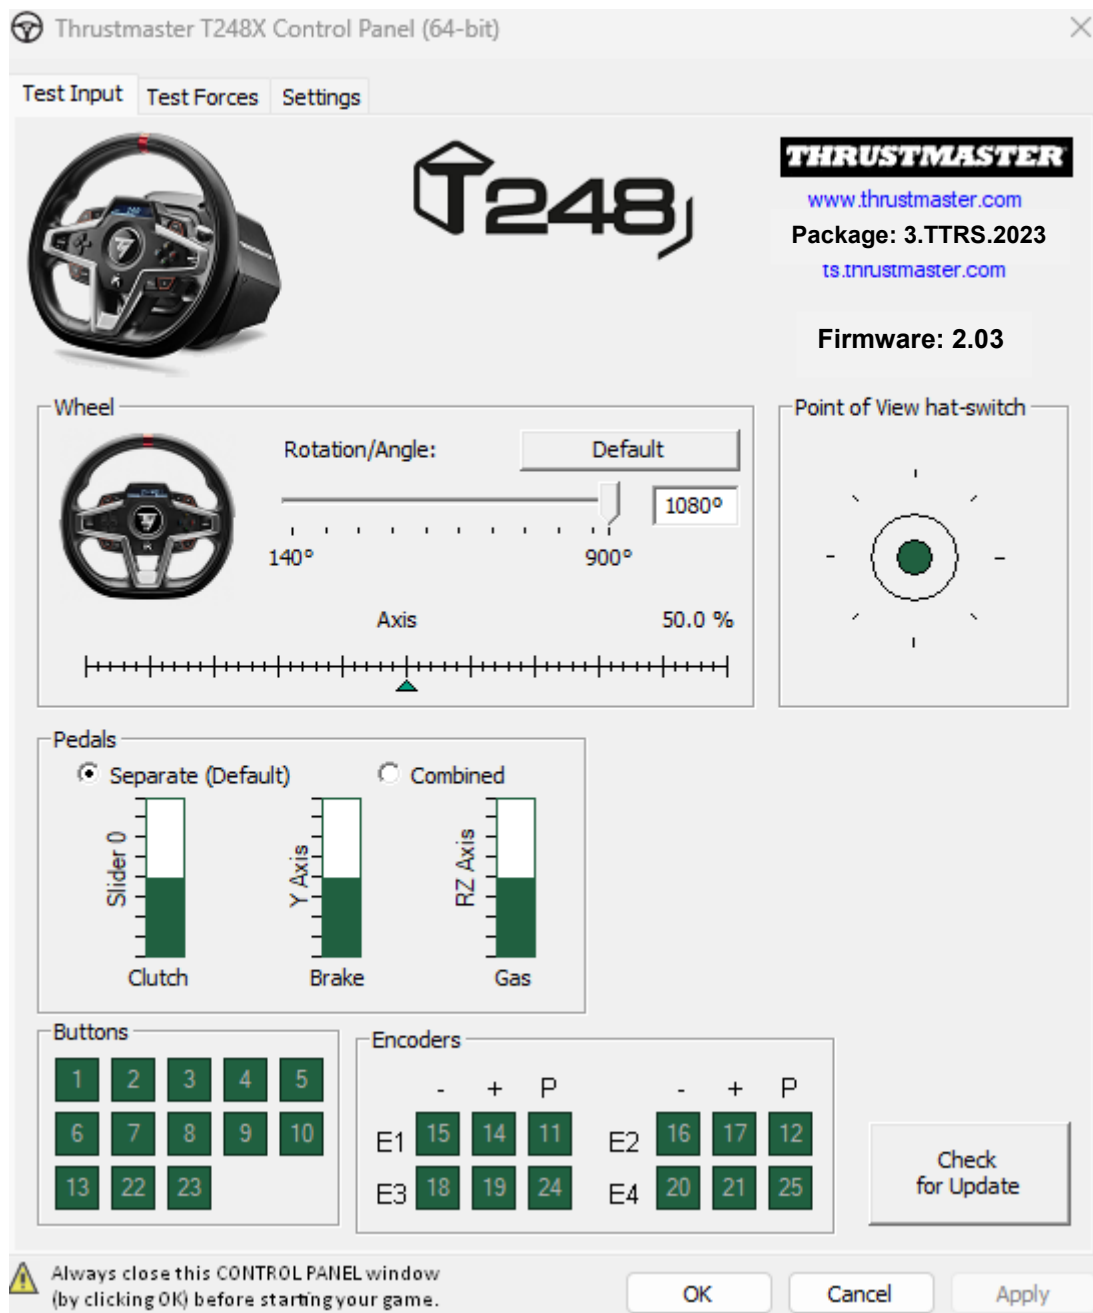 Thrustmaster T248X Control Panel (64-bit)
Test Input Test Forces Settings
T248
THRUSTMASTER
www.thrustmaster.com
Package: 3.TTRS.2023
ts.thrustmaster.com
Firmware: 2.03
Wheel
Rotation/Angle: Default
1080°
140° 900°
Axis 50.0 %
Point of View hat-switch
Pedals
Separate (Default) Combined
Slider 0 Y Axis RZ Axis
Clutch Brake Gas
Buttons
1 2 3 4 5
6 7 8 9 10
13 22 23
Encoders
- + P - + P
E1 15 14 11 E2 16 17 12
E3 18 19 24 E4 20 21 25
Check
for Update
Always close this CONTROL PANEL window
(by clicking OK) before starting your game.
OK Cancel Apply